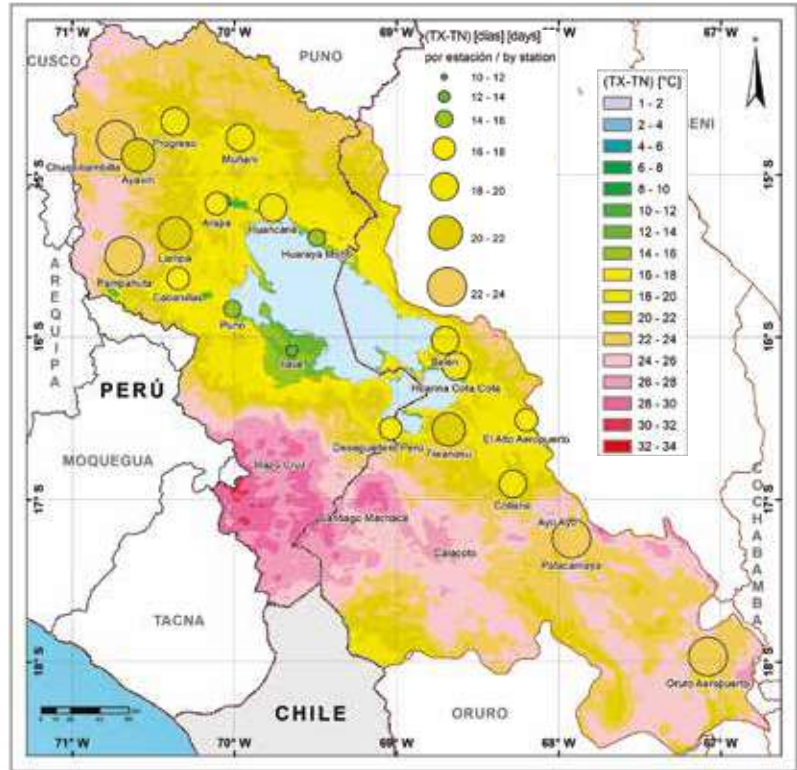 71° W
70° W
69° W
67° W
CUSCO
PUNO
(TX-TN) [días] [days]
por estación / by station
10 - 12
12 - 14
14 - 16
16 - 18
18 - 20
20 - 22
22 - 24
(TX-TN) [°C]
1 - 2
2 - 4
4 - 6
6 - 8
8 - 10
10 - 12
12 - 14
14 - 16
16 - 18
18 - 20
20 - 22
22 - 24
24 - 26
26 - 28
28 - 30
30 - 32
32 - 34
ENI
Progreso
Muñani
Ayaviri
15° S
15° S
Arapa
Huancané
Huaraya Moho
Lampa
Pampahuta
Cabanillas
AREQUIPA
Puno
16° S
16° S
Belén
Huarina Cota Cota
PERÚ
Desaguadero Perú
Tiwanaku
El Alto Aeropuerto
MOQUEGUA
Mazo Cruz
Collana
17° S
17° S
Santiago Machaca
Ayo Ayo
Calacoto
Patacamaya
COCHABAMBA
TACNA
18° S
18° S
Oruro Aeropuerto
CHILE
ORURO
71° W
70° W
69° W
68° W
67° W